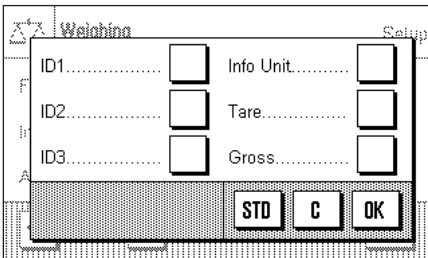 Weighing Setup
ID1.................. Info Unit...........
ID2.................. Tare..................
ID3.................. Gross...............
STD C OK